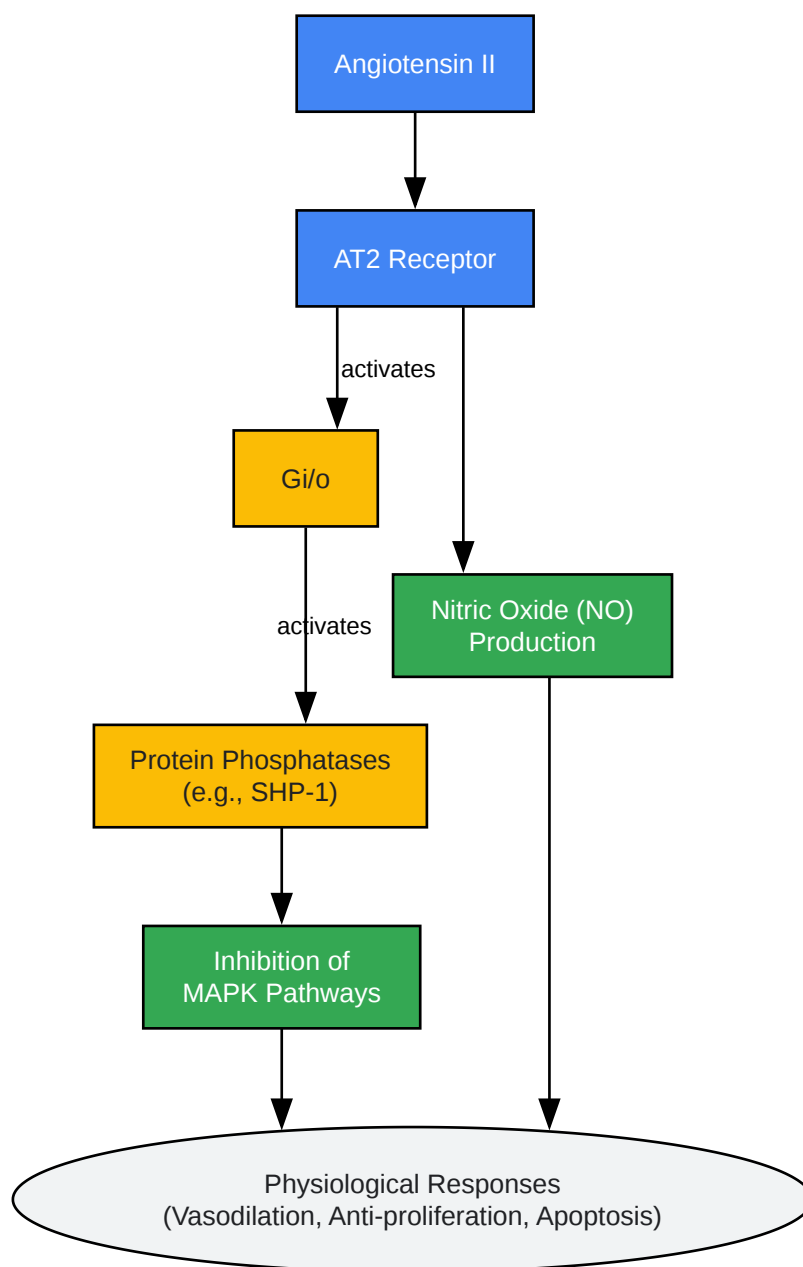 Angiotensin II
AT2 Receptor
activates
Gi/o
activates
Nitric Oxide (NO)
Production
Protein Phosphatases
(e.g., SHP-1)
Inhibition of
MAPK Pathways
Physiological Responses
(Vasodilation, Anti-proliferation, Apoptosis)